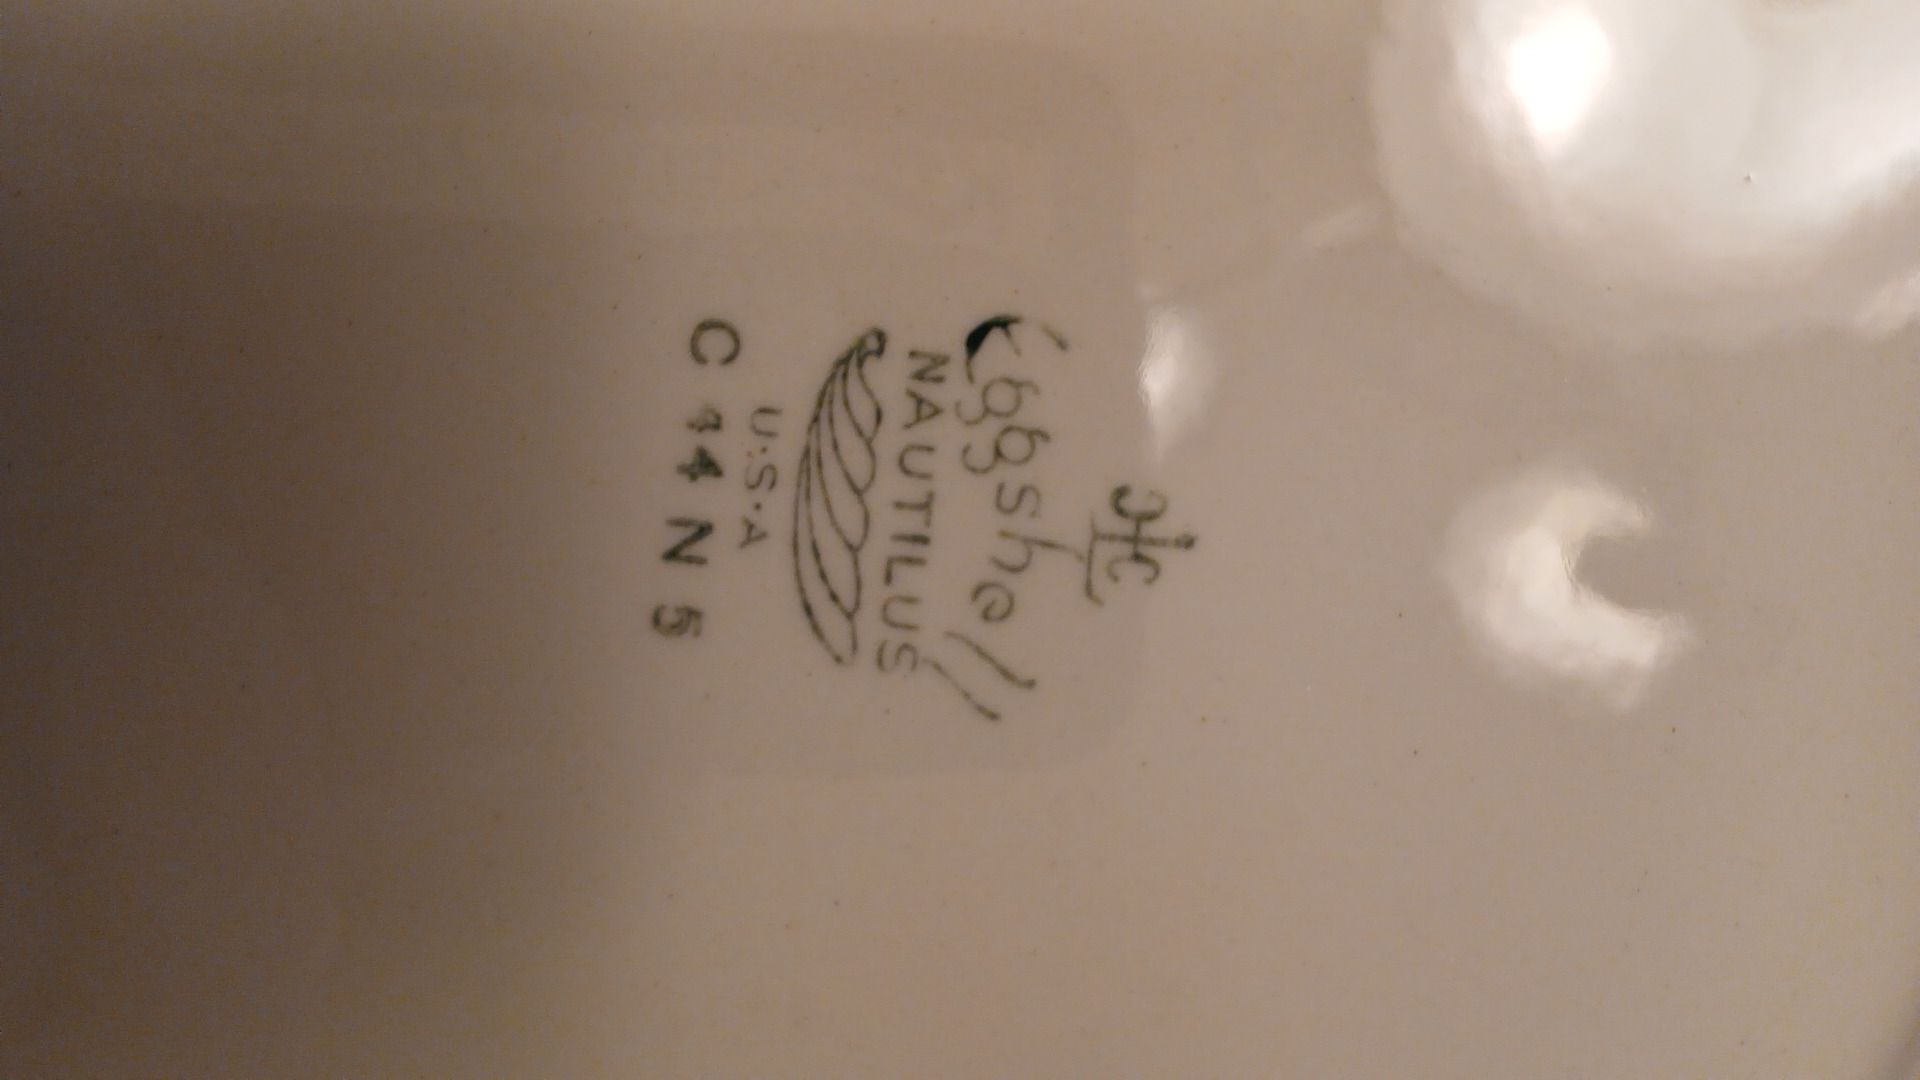 HLC
Eggshell
NAUTILUS
U.S.A
C 44 N 5